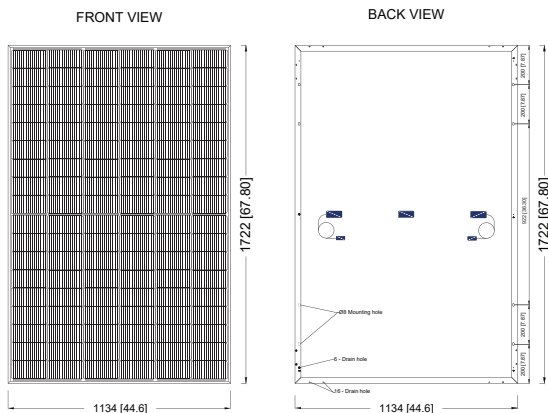 FRONT VIEW
BACK VIEW
1722 [67.80]
1134 [44.6]
200 [7.87]
200 [7.87]
922 [36.30]
1722 [67.80]
Ø8 Mounting hole
200 [7.87]
6 - Drain hole
200 [7.87]
16 - Drain hole
1134 [44.6]